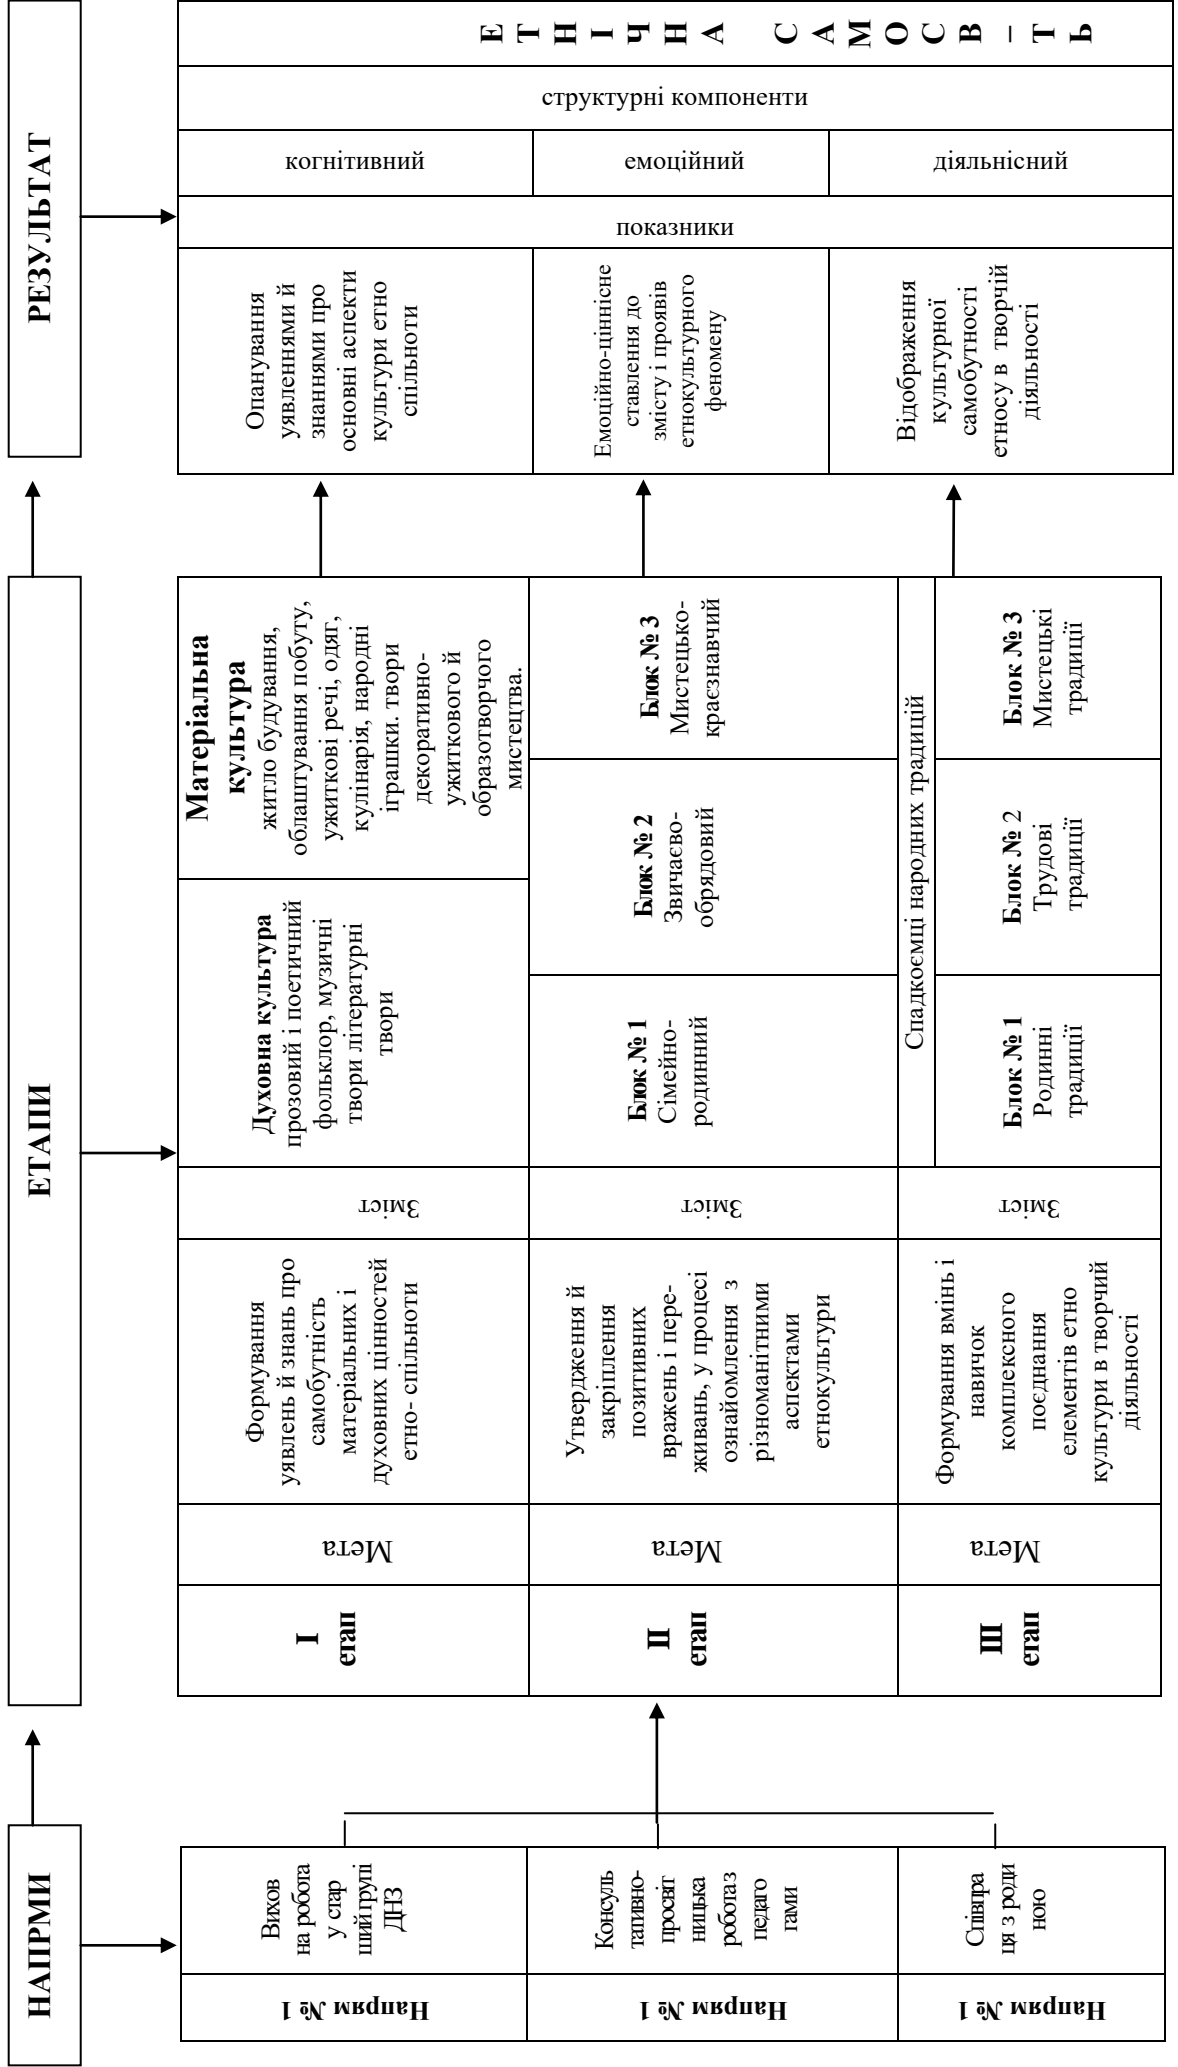 НАПРМИ
ЕТАПИ
РЕЗУЛЬТАТ
Напрям № 1
Вихов
на робота
у стар
шийгрупі
ДНЗ
Напрям № 1
Консуль
тативно-
просвіт
ницька
робота з
педаго
гами
Напрям № 1
Співпра
ця з роди
ною
І
етап
Мета
Формування
уявлень й знань про
самобутність
матеріальних і
духовних цінностей
етно- спільноти
Зміст
Духовна культура
прозовий і поетичний
фольклор, музичні
твори літературні
твори
Матеріальна
культура
житло будування,
облаштування побуту,
ужиткові речі, одяг,
кулінарія, народні
іграшки. твори
декоративно-
ужиткового й
образотворчого
мистецтва.
ІІ
етап
Мета
Утвердження й
закріплення
позитивних
вражень і пере-
живань, у процесі
ознайомлення з
різноманітними
аспектами
етнокультури
Зміст
Блок № 1
Сімейно-
родинний
Блок № 2
Звичаєво-
обрядовий
Блок № 3
Мистецько-
краєзнавчий
ІІІ
етап
Мета
Формування вмінь і
навичок
комплексного
поєднання
елементів етно
культури в творчий
діяльності
Зміст
Спадкоємці народних традицій
Блок № 1
Родинні
традиції
Блок № 2
Трудові
традиції
Блок № 3
Мистецькі
традиції
Опанування
уявленнями й
знаннями про
основні аспекти
культури етно
спільноти
Емоційно-ціннісне
ставлення до
змісту і проявів
етнокультурного
феномену
Відображення
культурної
самобутності
етносу в творчій
діяльності
показники
когнітивний
емоційний
діяльнісний
структурні компоненти
Е
Т
Н
І
Ч
Н
А
С
А
М
О
С
В
–
Т
Ь